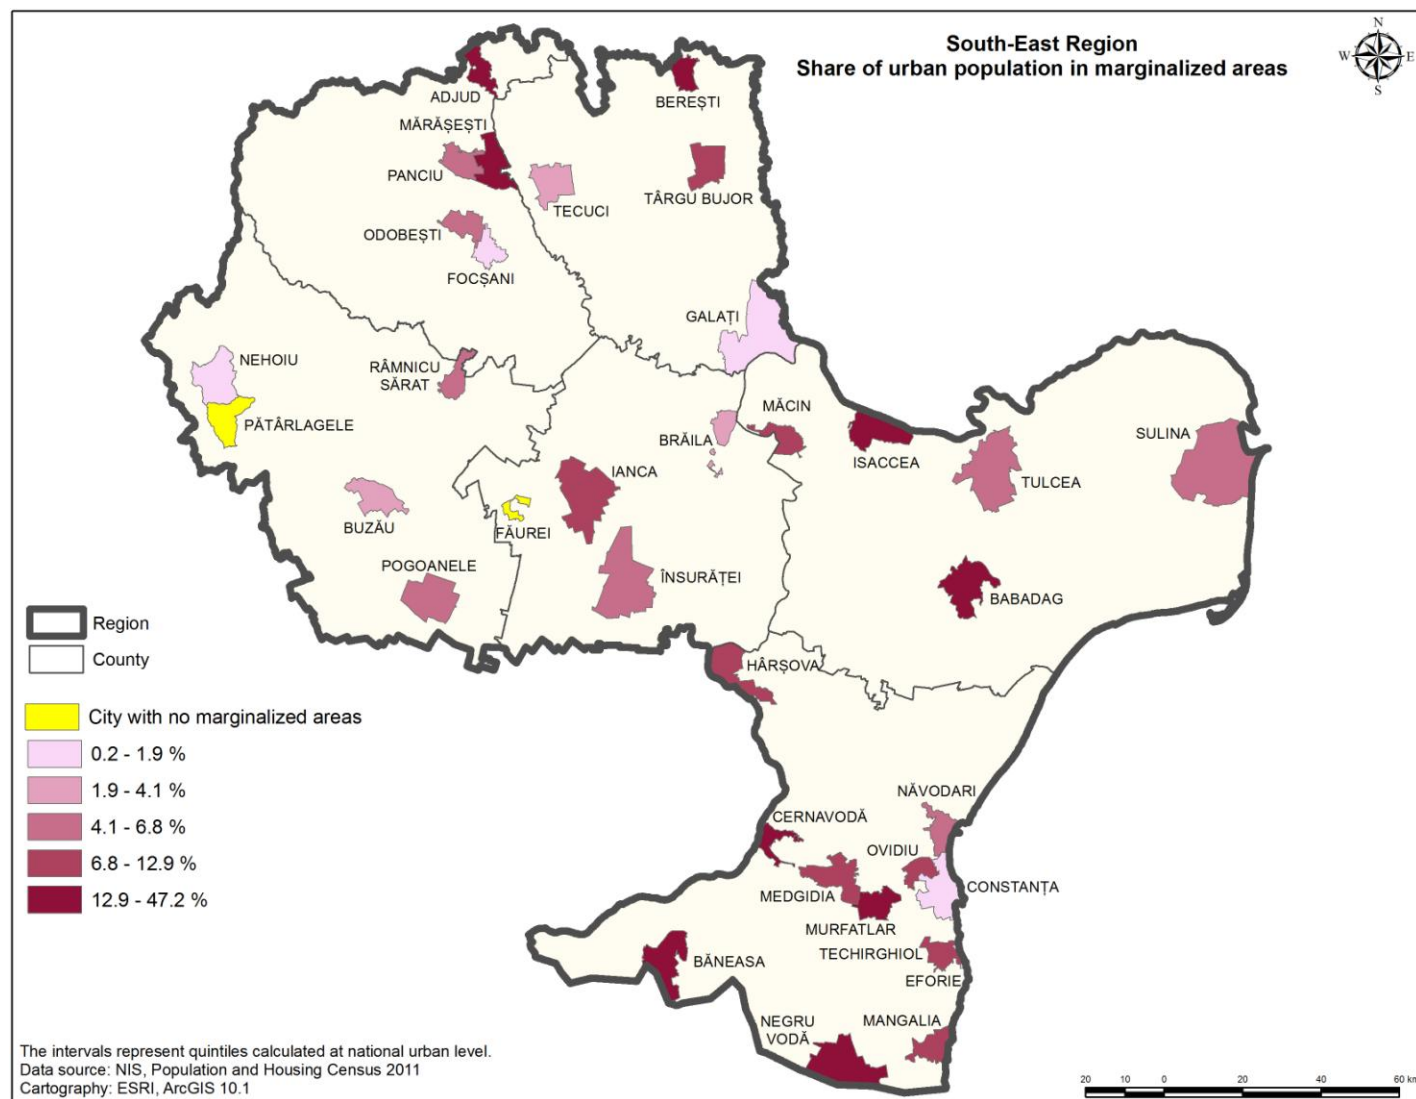 South-East Region
Share of urban population in marginalized areas
N
W E
S
ADJUD
BEREȘTI
MĂRĂȘEȘTI
PANCIU
TECUCI
TÂRGU BUJOR
ODOBEȘTI
FOCȘANI
GALAȚI
NEHOIU
RÂMNICU
SĂRAT
PĂTÂRLAGELE
MĂCIN
BRĂILA
ISACCEA
SULINA
TULCEA
IANCA
BUZĂU
FĂUREI
POGOANELE
ÎNSURĂȚEI
BABADAG
HÂRȘOVA
Region
County
City with no marginalized areas
0.2 - 1.9 %
1.9 - 4.1 %
4.1 - 6.8 %
6.8 - 12.9 %
12.9 - 47.2 %
NĂVODARI
CERNAVODĂ
OVIDIU
CONSTANȚA
MEDGIDIA
MURFATLAR
TECHIRGHIOL
EFORIE
BĂNEASA
NEGRU
VODĂ
MANGALIA
The intervals represent quintiles calculated at national urban level.
Data source: NIS, Population and Housing Census 2011
Cartography: ESRI, ArcGIS 10.1
20 10 0 20 40 60 km